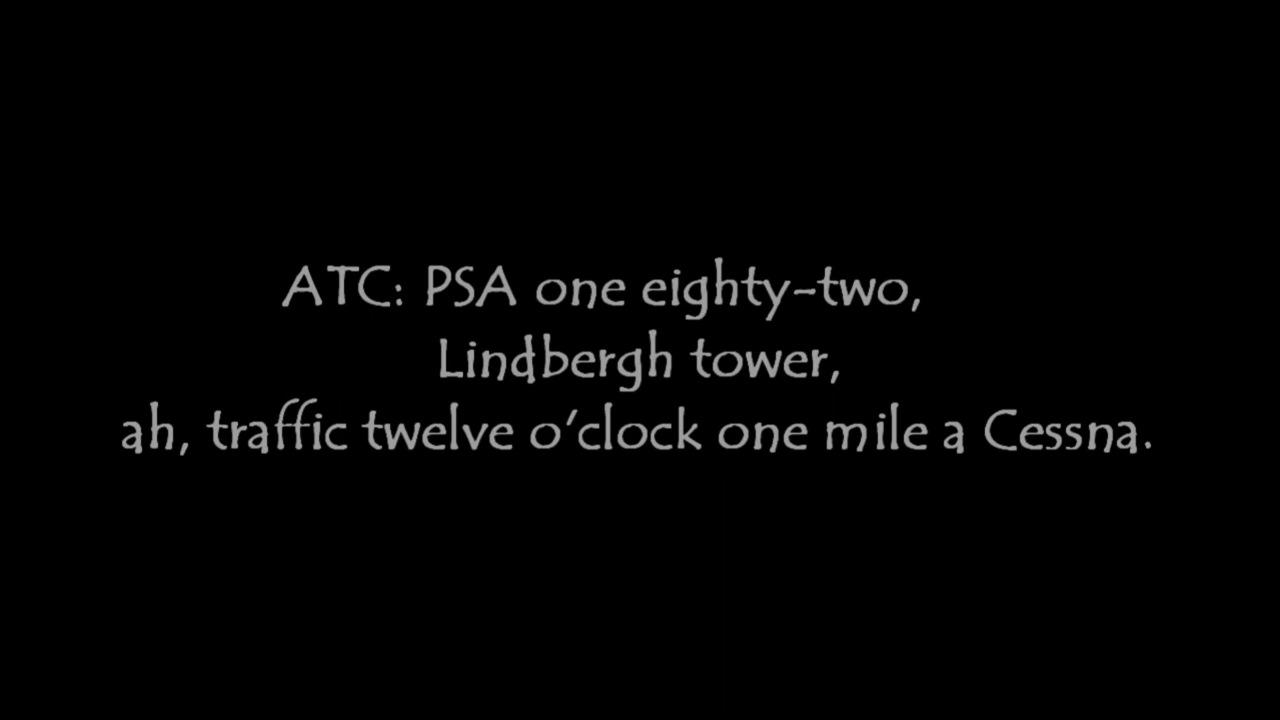 ATC: PSA one eighty-two,
Lindbergh tower,
ah, traffic twelve o'clock one mile a Cessna.